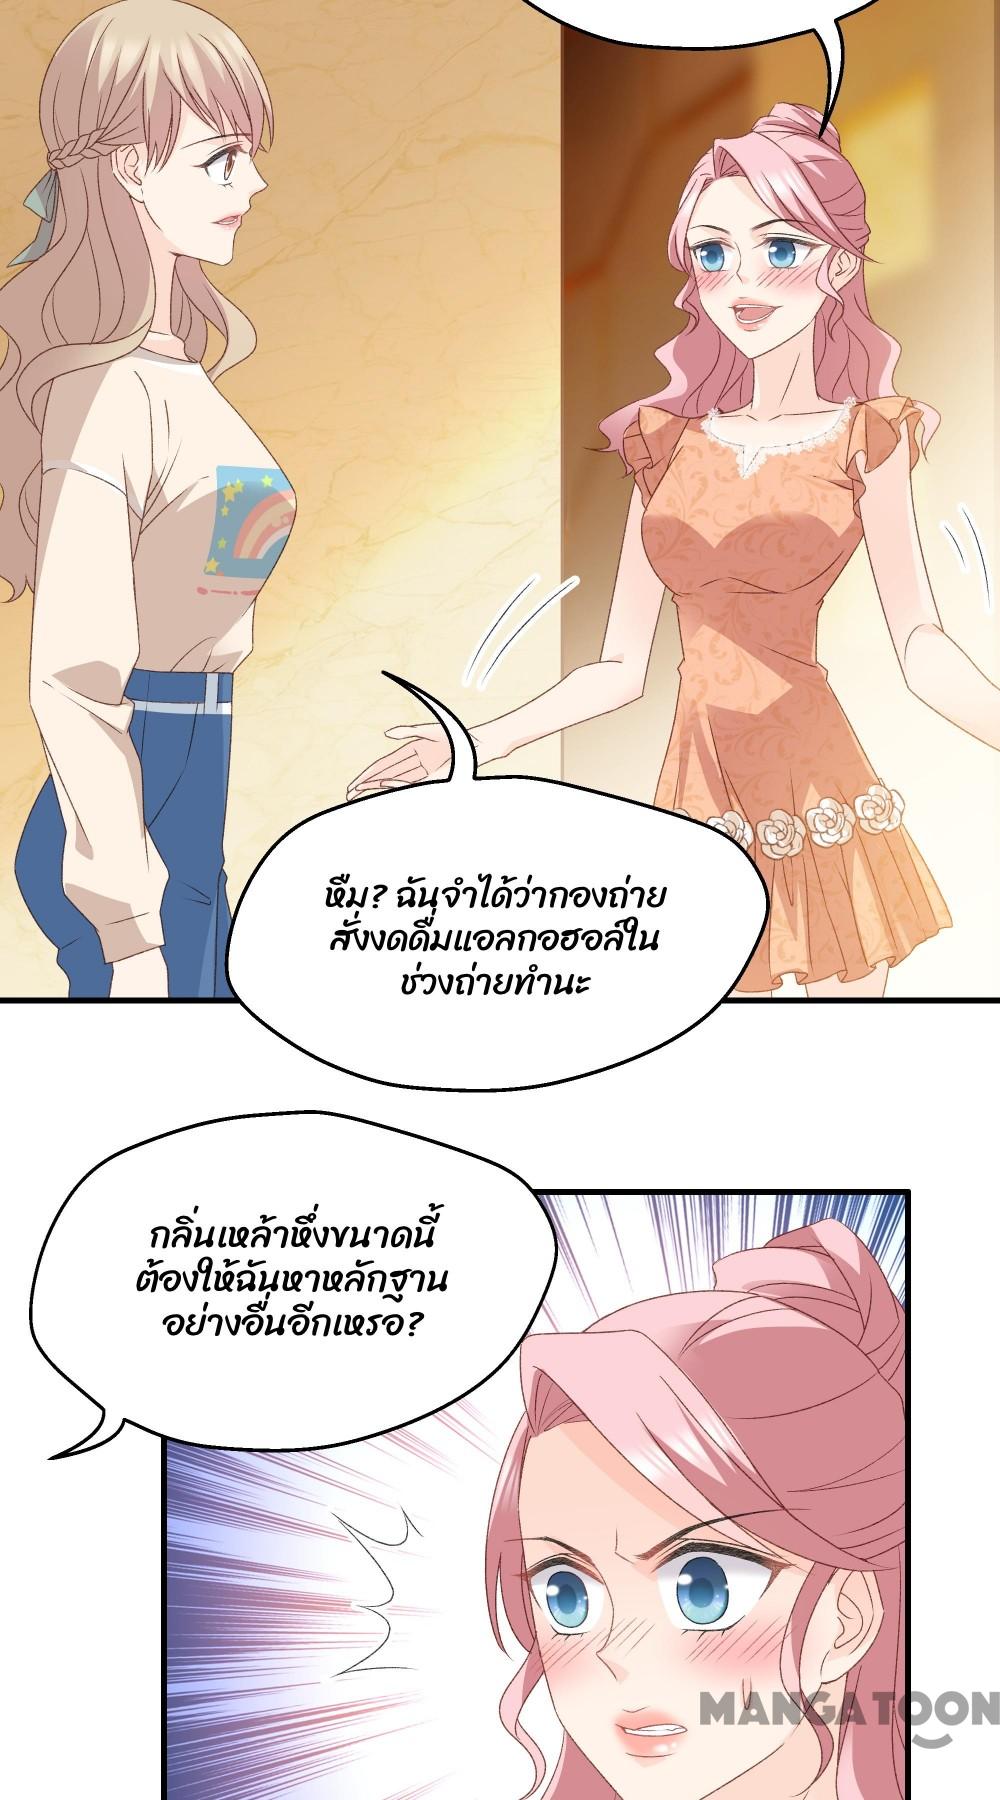 หืม? ฉันจำได้ว่ากองถ่าย
สั่งงดดื่มแอลกอฮอล์ใน
ช่วงถ่ายทำนะ
กลิ่นเหล้าหึ่งขนาดนี้
ต้องให้ฉันหาหลักฐาน
อย่างอื่นอีกเหรอ?
MANGATOON